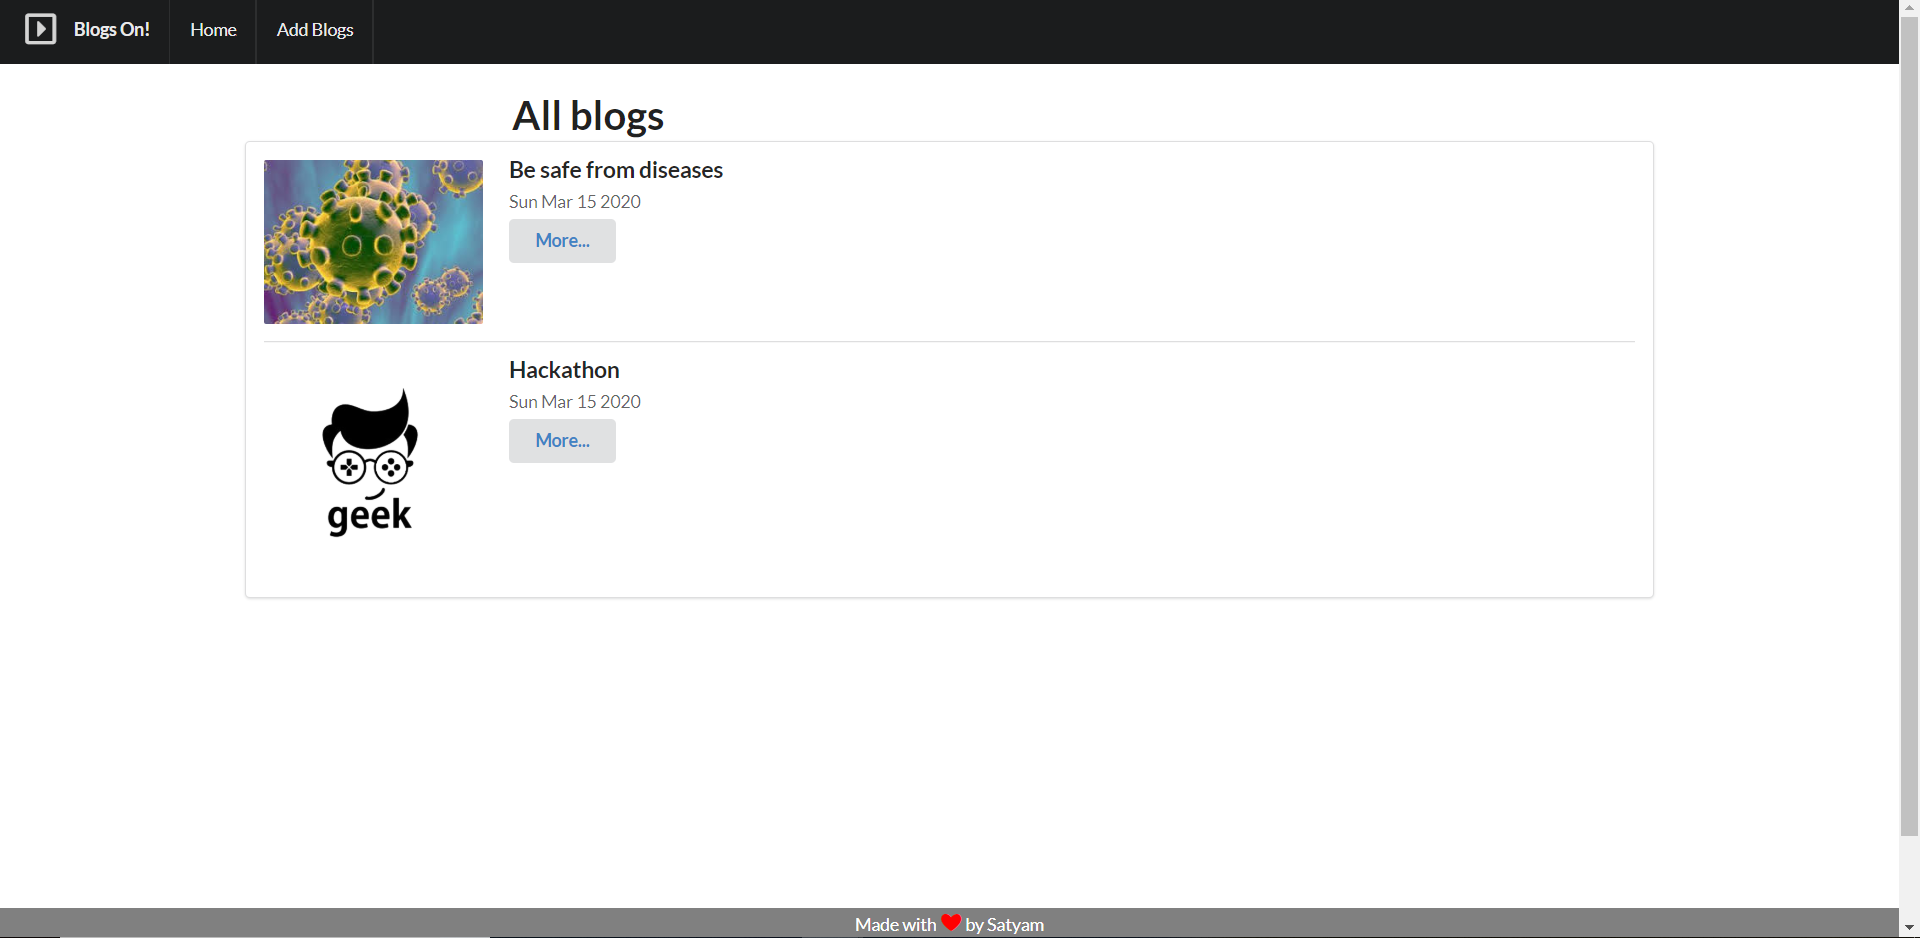 Blogs On! Home Add Blogs
All blogs
Be safe from diseases
Sun Mar 15 2020
More...
Hackathon
Sun Mar 15 2020
More...
geek
Made with ❤ by Satyam